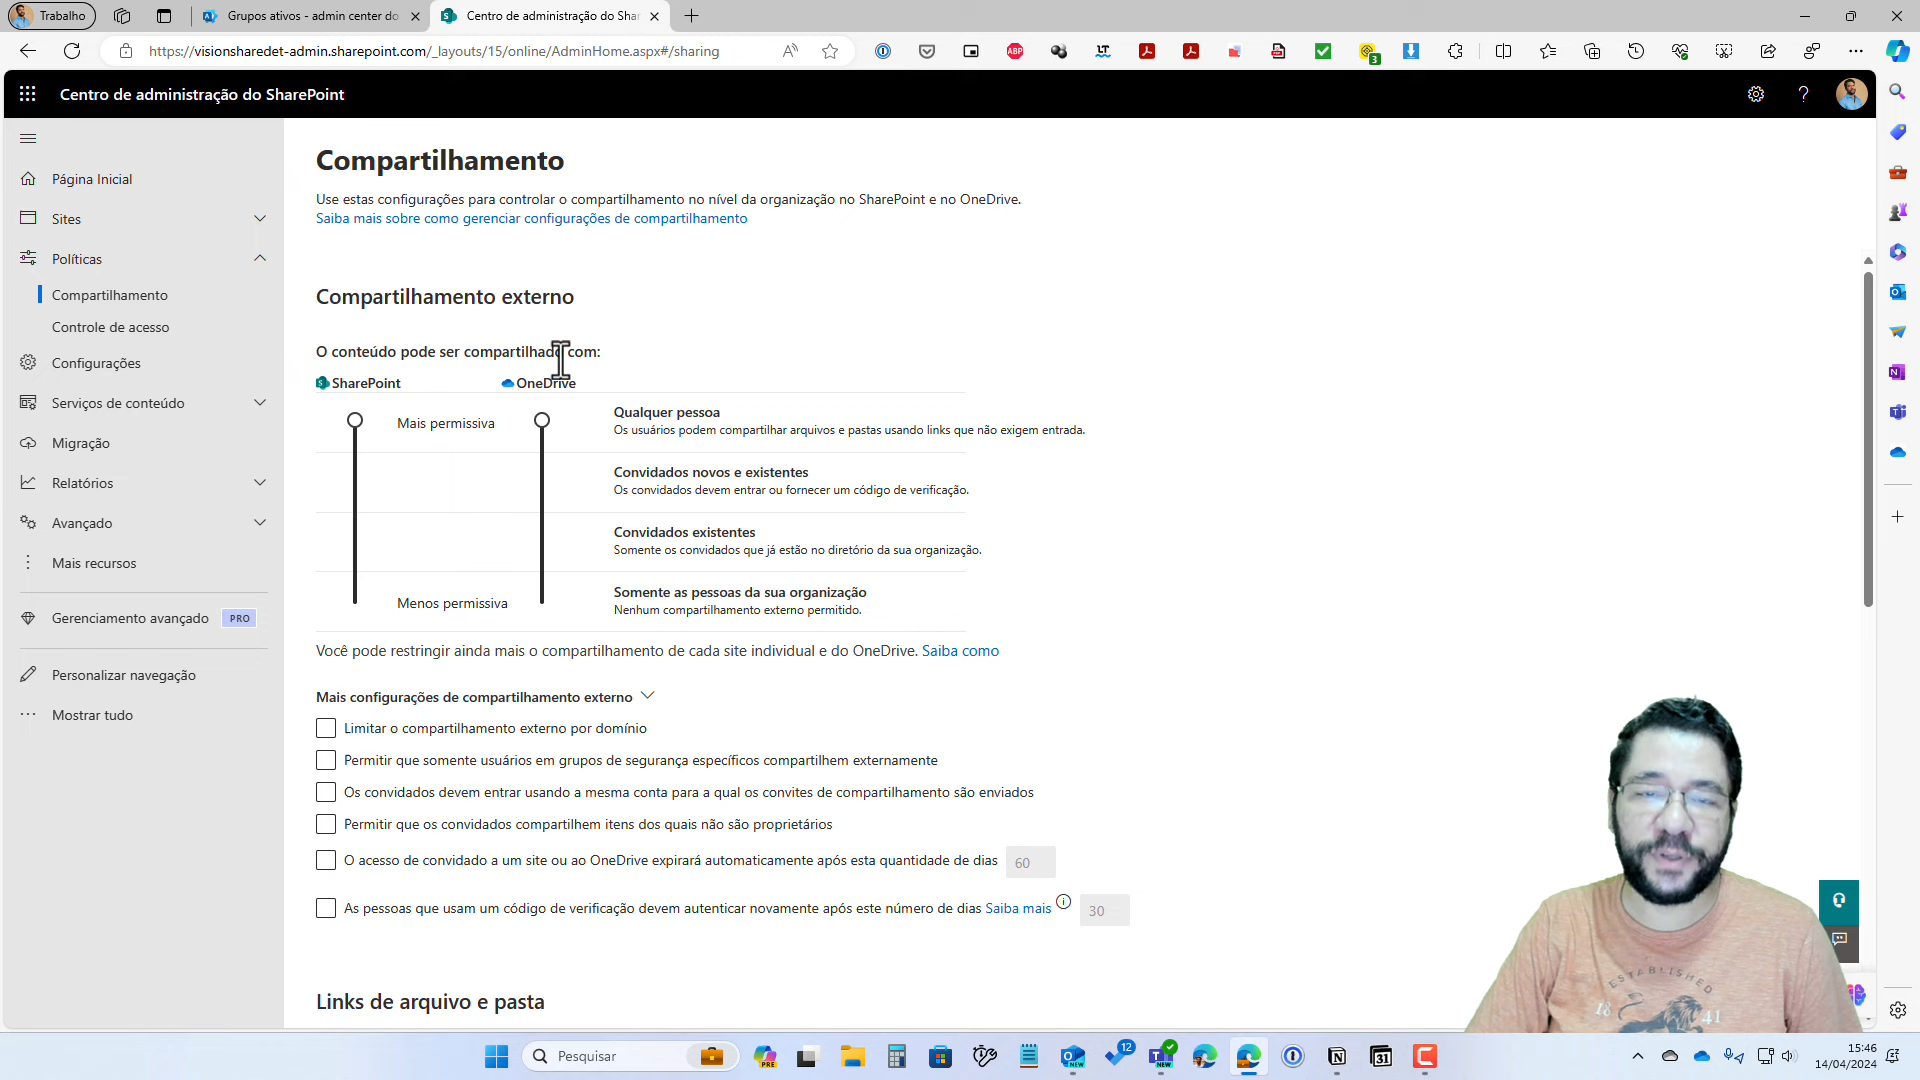 Trabalho
Grupos ativos - admin center do
Centro de administração do Shar
https://visionsharedet-admin.sharepoint.com/_layouts/15/online/AdminHome.aspx#/sharing
Centro de administração do SharePoint
Página Inicial
Sites
Políticas
Compartilhamento
Controle de acesso
Configurações
Serviços de conteúdo
Migração
Relatórios
Avançado
Mais recursos
Gerenciamento avançado PRO
Personalizar navegação
Mostrar tudo
Compartilhamento
Use estas configurações para controlar o compartilhamento no nível da organização no SharePoint e no OneDrive.
Saiba mais sobre como gerenciar configurações de compartilhamento
Compartilhamento externo
O conteúdo pode ser compartilhado com:
SharePoint OneDrive
Mais permissiva
Qualquer pessoa
Os usuários podem compartilhar arquivos e pastas usando links que não exigem entrada.
Convidados novos e existentes
Os convidados devem entrar ou fornecer um código de verificação.
Convidados existentes
Somente os convidados que já estão no diretório da sua organização.
Menos permissiva
Somente as pessoas da sua organização
Nenhum compartilhamento externo permitido.
Você pode restringir ainda mais o compartilhamento de cada site individual e do OneDrive. Saiba como
Mais configurações de compartilhamento externo
Limitar o compartilhamento externo por domínio
Permitir que somente usuários em grupos de segurança específicos compartilhem externamente
Os convidados devem entrar usando a mesma conta para a qual os convites de compartilhamento são enviados
Permitir que os convidados compartilhem itens dos quais não são proprietários
O acesso de convidado a um site ou ao OneDrive expirará automaticamente após esta quantidade de dias 60
As pessoas que usam um código de verificação devem autenticar novamente após este número de dias Saiba mais 30
Links de arquivo e pasta
ESTABLISHED
18 41
Pesquisar
12
31
15:46
14/04/2024